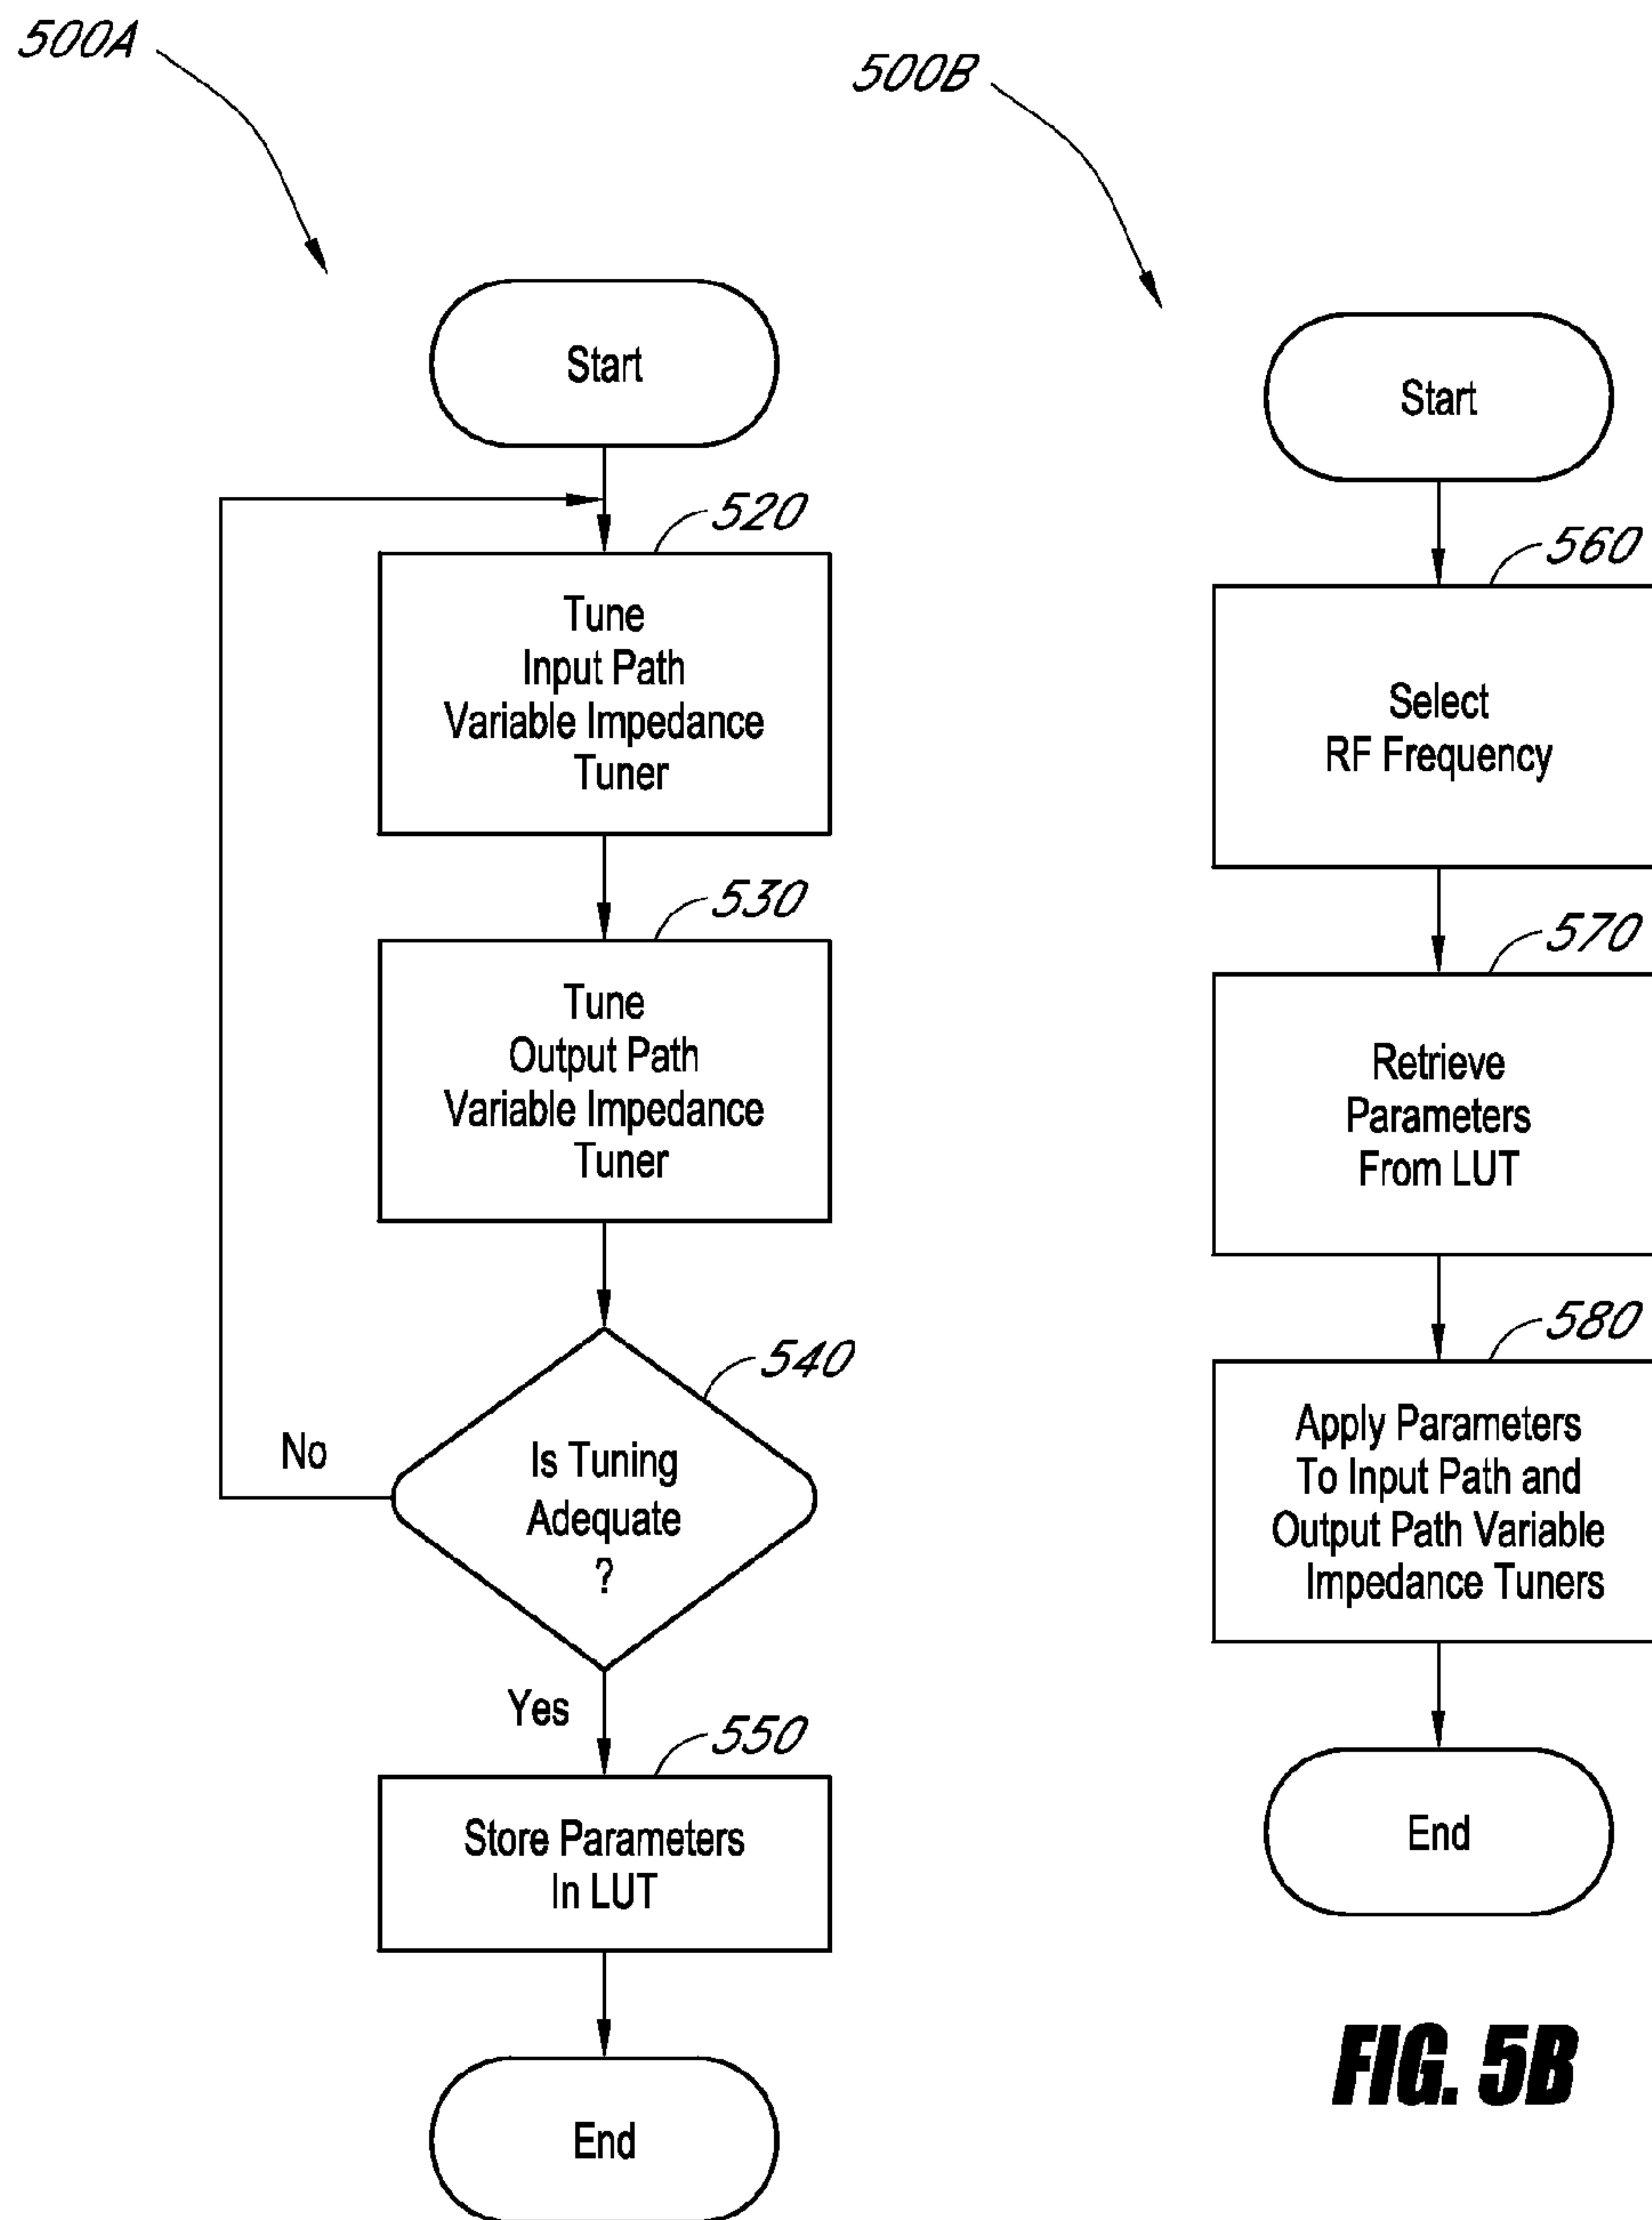 500A
Start
520
Tune
Input Path
Variable Impedance
Tuner
530
Tune
Output Path
Variable Impedance
Tuner
540
Is Tuning
Adequate
?
No
Yes
550
Store Parameters
In LUT
End
500B
Start
560
Select
RF Frequency
570
Retrieve
Parameters
From LUT
580
Apply Parameters
To Input Path and
Output Path Variable
Impedance Tuners
End
FIG. 5B